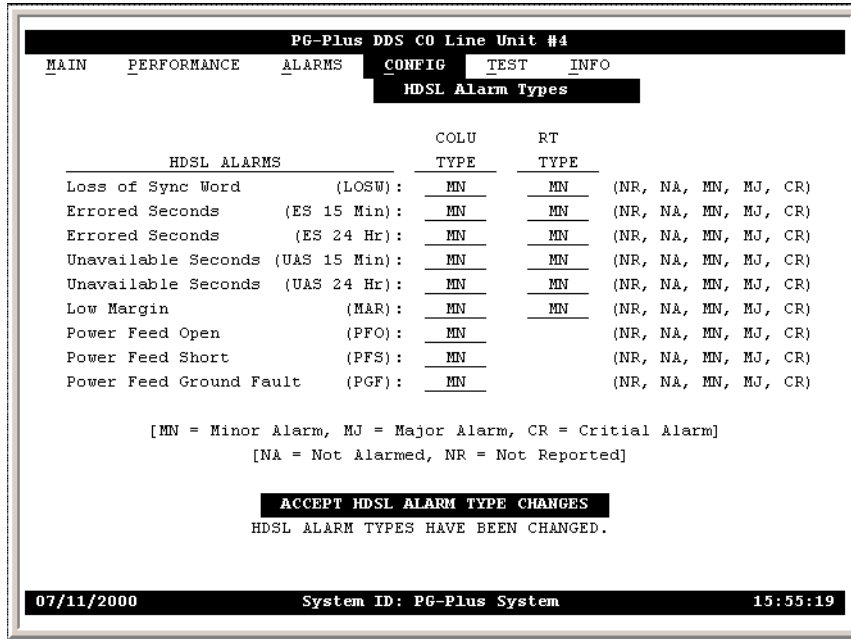 PG-Plus DDS CO Line Unit #4
MAIN PERFORMANCE ALARMS CONFIG TEST INFO
HDSL Alarm Types
COLU RT
HDSL ALARMS TYPE TYPE
Loss of Sync Word (LOSW): MN MN (NR, NA, MN, MJ, CR)
Errored Seconds (ES 15 Min): MN MN (NR, NA, MN, MJ, CR)
Errored Seconds (ES 24 Hr): MN MN (NR, NA, MN, MJ, CR)
Unavailable Seconds (UAS 15 Min): MN MN (NR, NA, MN, MJ, CR)
Unavailable Seconds (UAS 24 Hr): MN MN (NR, NA, MN, MJ, CR)
Low Margin (MAR): MN MN (NR, NA, MN, MJ, CR)
Power Feed Open (PFO): MN (NR, NA, MN, MJ, CR)
Power Feed Short (PFS): MN (NR, NA, MN, MJ, CR)
Power Feed Ground Fault (PGF): MN (NR, NA, MN, MJ, CR)
[MN = Minor Alarm, MJ = Major Alarm, CR = Critial Alarm]
[NA = Not Alarmed, NR = Not Reported]
ACCEPT HDSL ALARM TYPE CHANGES
HDSL ALARM TYPES HAVE BEEN CHANGED.
07/11/2000 System ID: PG-Plus System 15:55:19